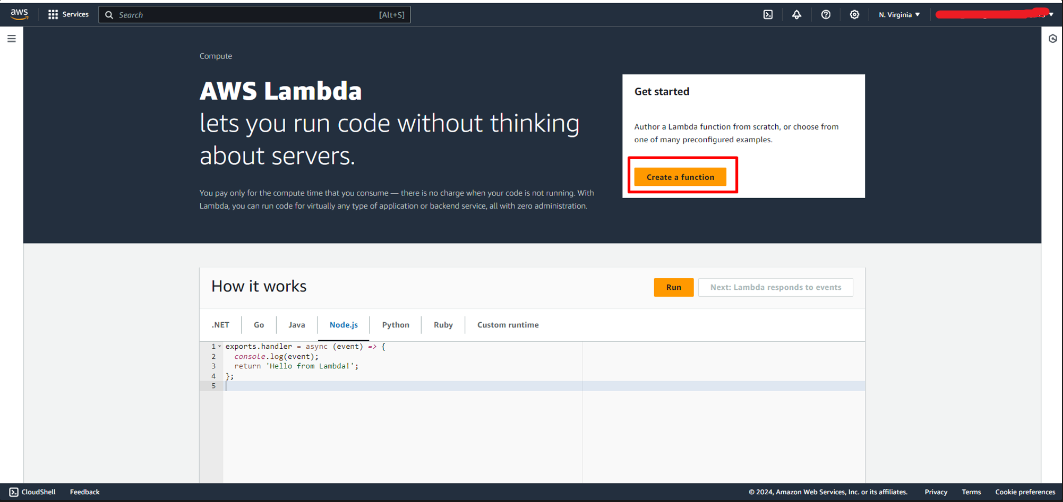 aws Services Search [Alt+S] N. Virginia
Compute
AWS Lambda
lets you run code without thinking
about servers.
You pay only for the compute time that you consume — there is no charge when your code is not running. With
Lambda, you can run code for virtually any type of application or backend service, all with zero administration.
Get started
Author a Lambda function from scratch, or choose from
one of many preconfigured examples.
Create a function
How it works
Run Next: Lambda responds to events
.NET Go Java Node.js Python Ruby Custom runtime
1 exports.handler = async (event) => {
2 console.log(event);
3 return 'Hello from Lambda!';
4 };
5
CloudShell Feedback © 2024, Amazon Web Services, Inc. or its affiliates. Privacy Terms Cookie preferences